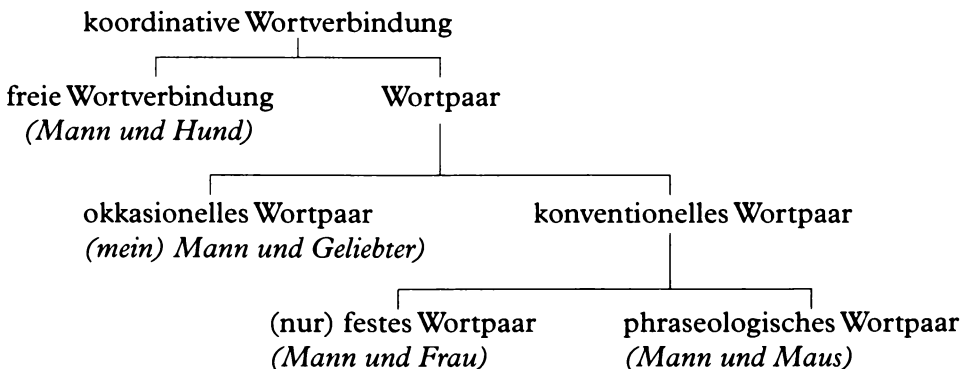 koordinative Wortverbindung
freie Wortverbindung Wortpaar
(Mann und Hund)
okkasionelles Wortpaar konventionelles Wortpaar
(mein) Mann und Geliebter)
(nur) festes Wortpaar phraseologisches Wortpaar
(Mann und Frau) (Mann und Maus)